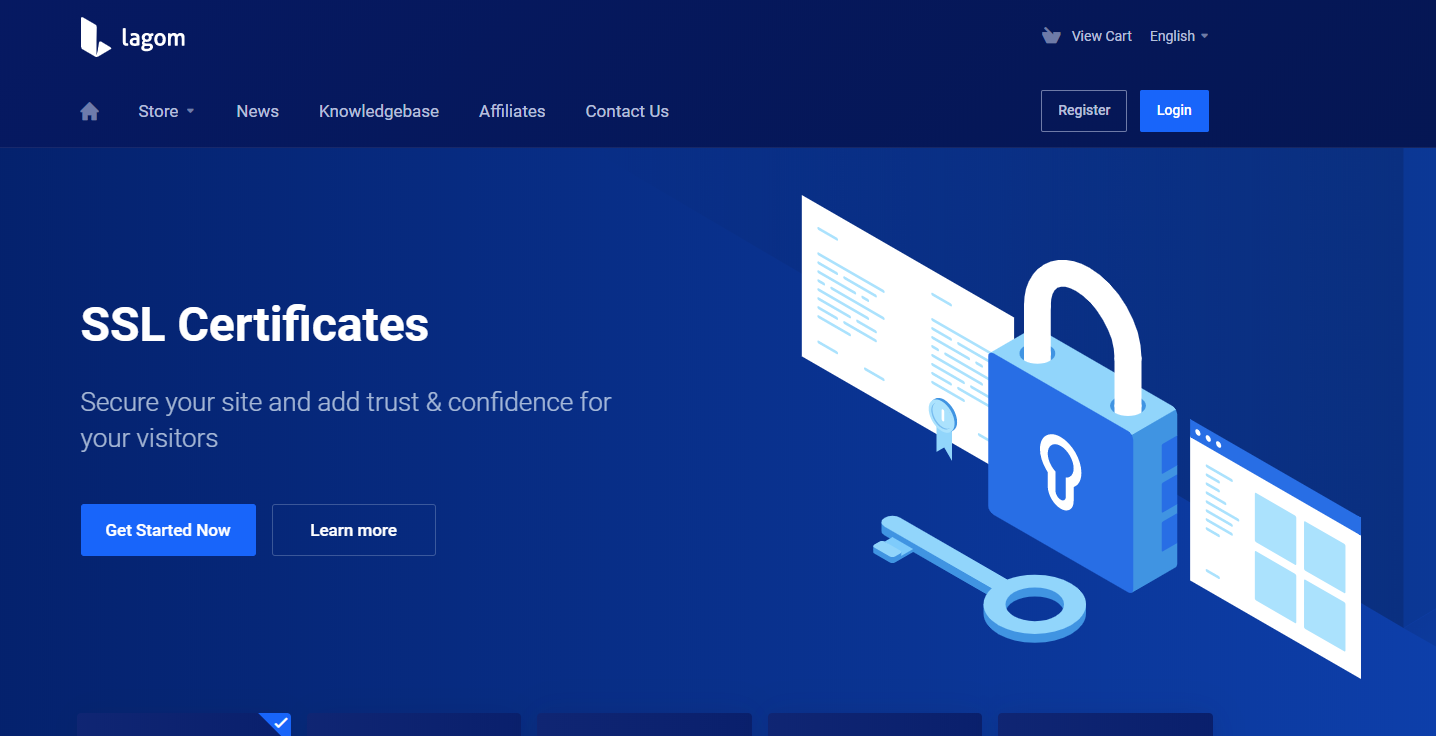 lagom
View Cart English
Store News Knowledgebase Affiliates Contact Us Register Login
SSL Certificates
Secure your site and add trust & confidence for
your visitors
Get Started Now Learn more